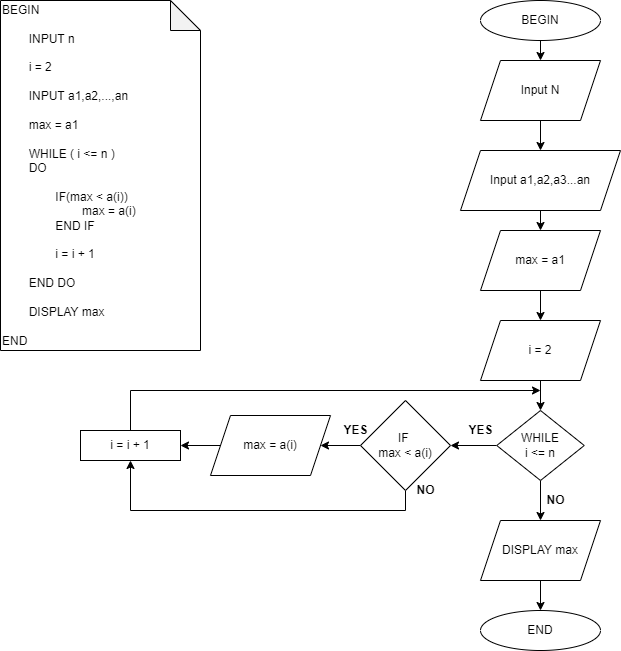 BEGIN
INPUT n
i = 2
INPUT a1,a2,...,an
max = a1
WHILE ( i <= n )
DO
IF(max < a(i))
max = a(i)
END IF
i = i + 1
END DO
DISPLAY max
END
BEGIN
Input N
Input a1,a2,a3...an
max = a1
i = 2
WHILE
i <= n
YES
IF
max < a(i)
YES
max = a(i)
i = i + 1
NO
NO
DISPLAY max
END